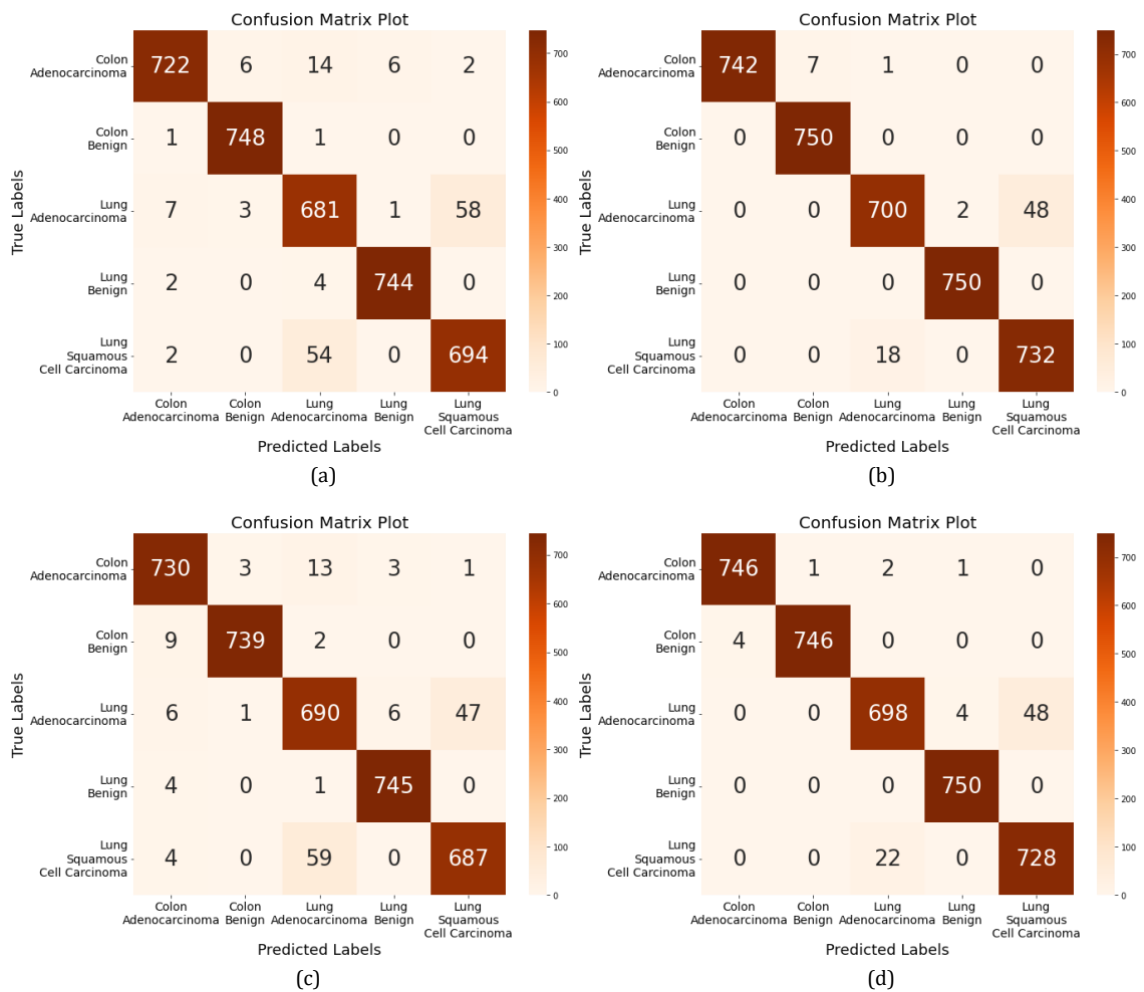 Confusion Matrix Plot
Colon
Adenocarcinoma
722 6 14 6 2
Colon
Benign
1 748 1 0 0
Lung
Adenocarcinoma
7 3 681 1 58
Lung
Benign
2 0 4 744 0
Lung
Squamous
Cell Carcinoma
2 0 54 0 694
True Labels
Colon
Adenocarcinoma
Colon
Benign
Lung
Adenocarcinoma
Lung
Benign
Lung
Squamous
Cell Carcinoma
Predicted Labels
700
600
500
400
300
200
100
0
(a)
Confusion Matrix Plot
Colon
Adenocarcinoma
742 7 1 0 0
Colon
Benign
0 750 0 0 0
Lung
Adenocarcinoma
0 0 700 2 48
Lung
Benign
0 0 0 750 0
Lung
Squamous
Cell Carcinoma
0 0 18 0 732
True Labels
Colon
Adenocarcinoma
Colon
Benign
Lung
Adenocarcinoma
Lung
Benign
Lung
Squamous
Cell Carcinoma
Predicted Labels
700
600
500
400
300
200
100
0
(b)
Confusion Matrix Plot
Colon
Adenocarcinoma
730 3 13 3 1
Colon
Benign
9 739 2 0 0
Lung
Adenocarcinoma
6 1 690 6 47
Lung
Benign
4 0 1 745 0
Lung
Squamous
Cell Carcinoma
4 0 59 0 687
True Labels
Colon
Adenocarcinoma
Colon
Benign
Lung
Adenocarcinoma
Lung
Benign
Lung
Squamous
Cell Carcinoma
Predicted Labels
700
600
500
400
300
200
100
0
(c)
Confusion Matrix Plot
Colon
Adenocarcinoma
746 1 2 1 0
Colon
Benign
4 746 0 0 0
Lung
Adenocarcinoma
0 0 698 4 48
Lung
Benign
0 0 0 750 0
Lung
Squamous
Cell Carcinoma
0 0 22 0 728
True Labels
Colon
Adenocarcinoma
Colon
Benign
Lung
Adenocarcinoma
Lung
Benign
Lung
Squamous
Cell Carcinoma
Predicted Labels
700
600
500
400
300
200
100
0
(d)